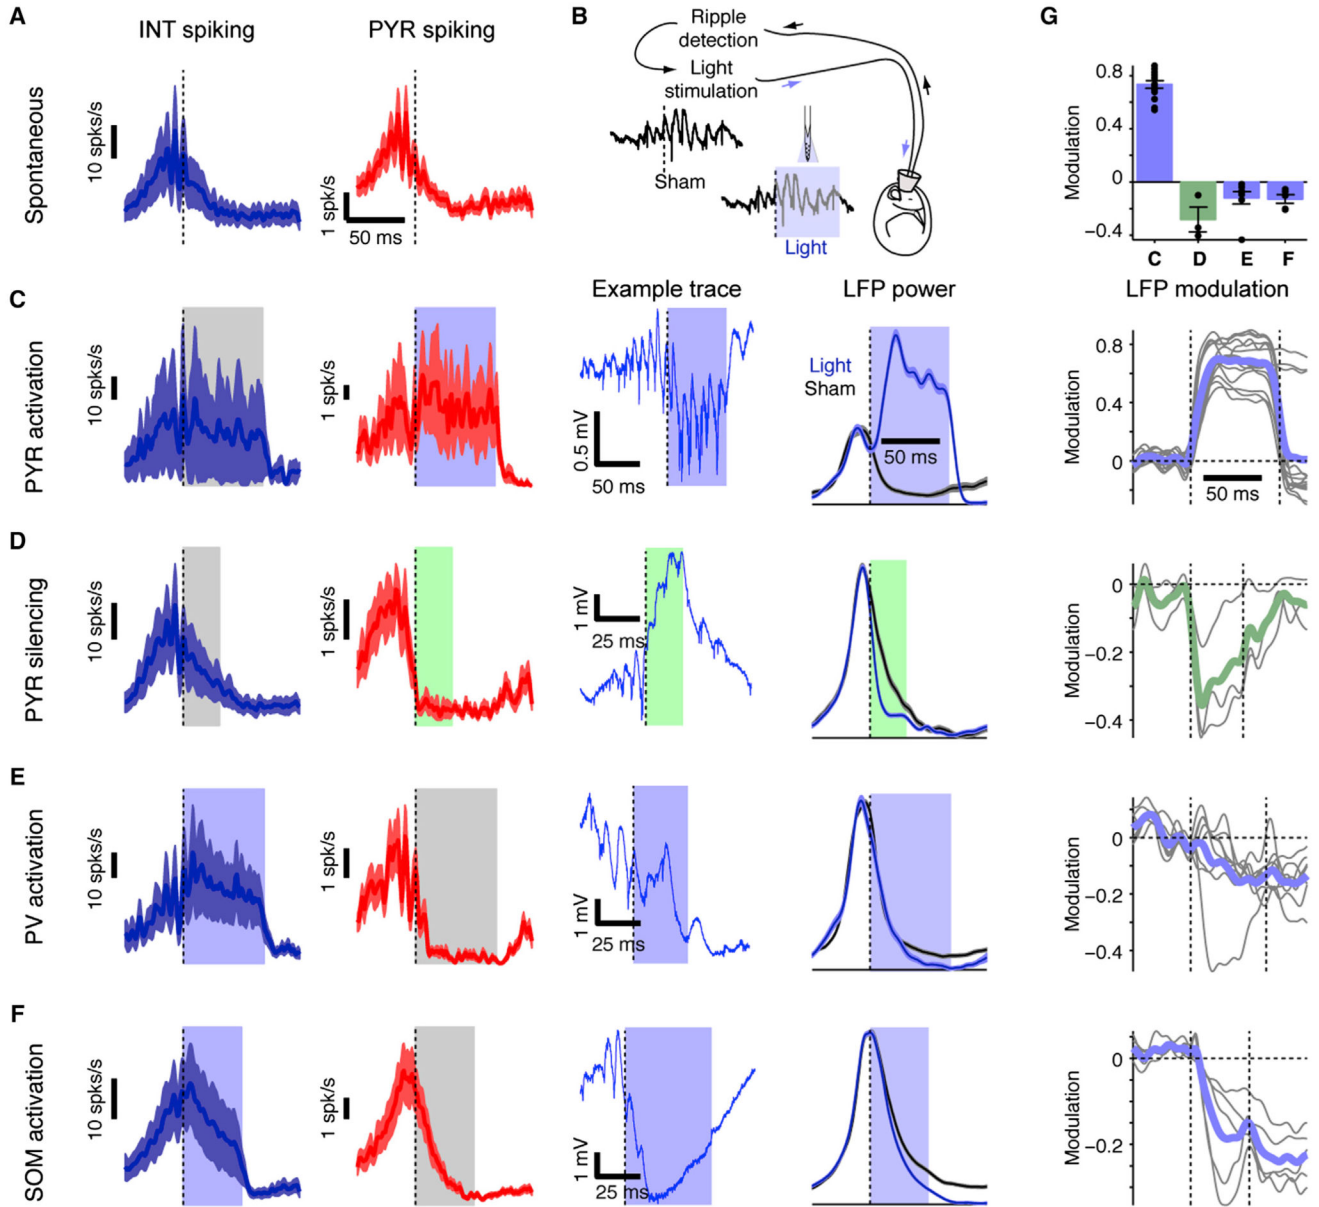 A
INT spiking
PYR spiking
Spontaneous
10 spks/s
1 spk/s
50 ms
B
Ripple
detection
Light
stimulation
Sham
Light
G
Modulation
0.8
0.4
0
−0.4
C D E F
C
PYR activation
10 spks/s
1 spk/s
Example trace
0.5 mV
50 ms
LFP power
Light
Sham
50 ms
LFP modulation
Modulation
0.8
0.4
0
50 ms
D
PYR silencing
10 spks/s
1 spks/s
1 mV
25 ms
Modulation
0
−0.2
−0.4
E
PV activation
10 spks/s
1 spk/s
1 mV
25 ms
Modulation
0
−0.2
−0.4
F
SOM activation
10 spks/s
1 spk/s
1 mV
25 ms
Modulation
0
−0.2